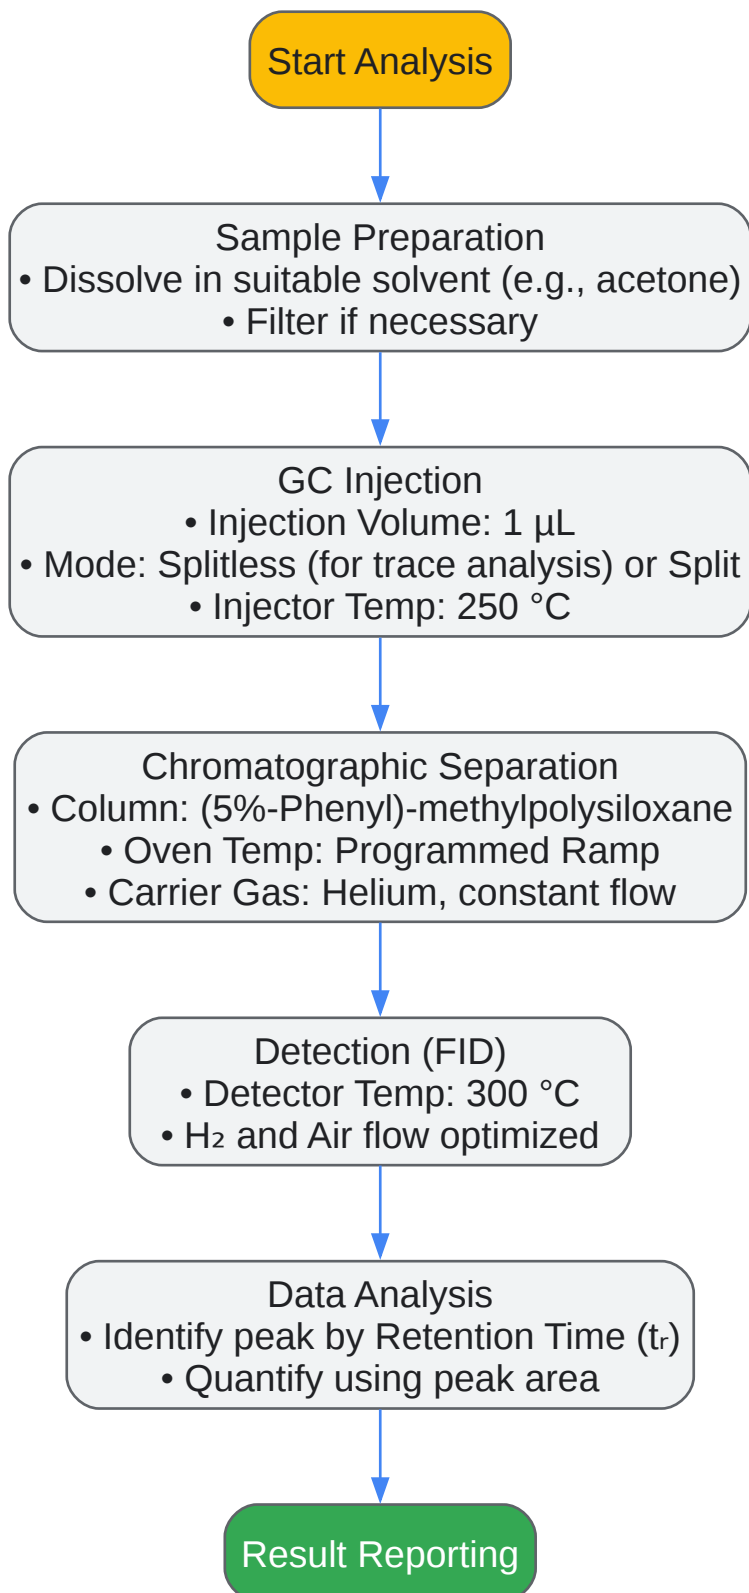 Start Analysis
Sample Preparation
• Dissolve in suitable solvent (e.g., acetone)
• Filter if necessary
GC Injection
• Injection Volume: 1 µL
• Mode: Splitless (for trace analysis) or Split
• Injector Temp: 250 °C
Chromatographic Separation
• Column: (5%-Phenyl)-methylpolysiloxane
• Oven Temp: Programmed Ramp
• Carrier Gas: Helium, constant flow
Detection (FID)
• Detector Temp: 300 °C
• H₂ and Air flow optimized
Data Analysis
• Identify peak by Retention Time (tᵣ)
• Quantify using peak area
Result Reporting